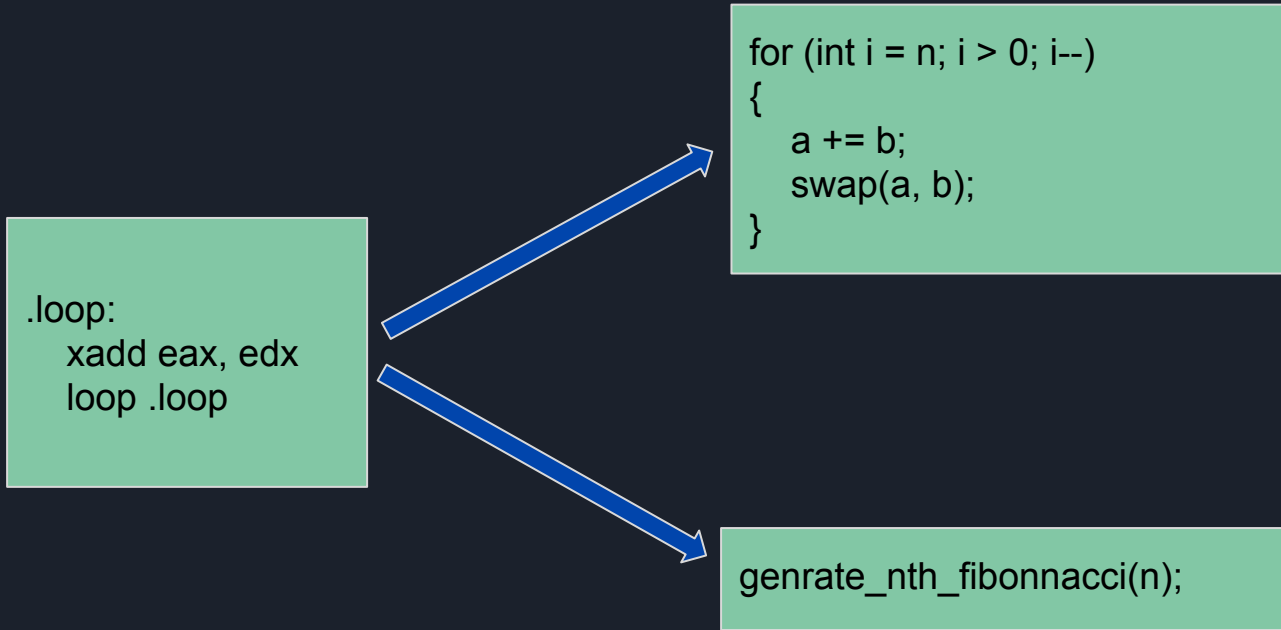 .loop:
xadd eax, edx
loop .loop
for (int i = n; i > 0; i--)
{
a += b;
swap(a, b);
}
genrate_nth_fibonnacci(n);